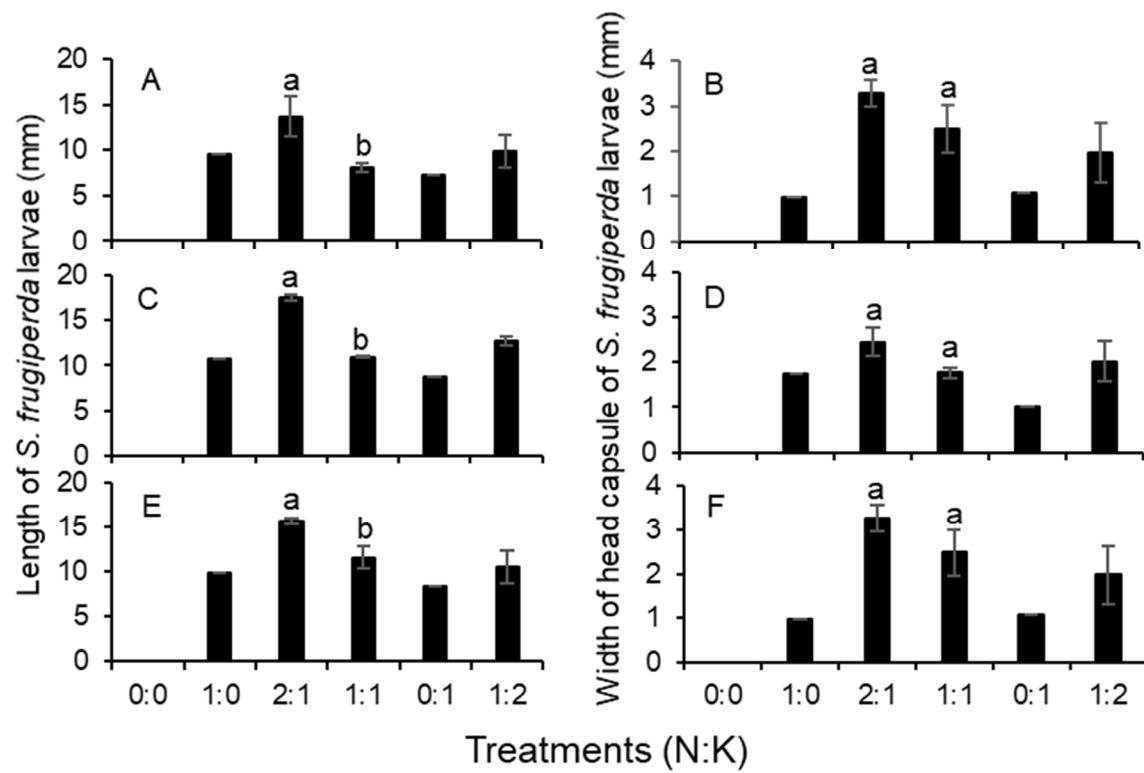 Length of S. frugiperda larvae (mm)
A
20
15
10
5
0
a
b
Width of head capsule of S. frugiperda larvae (mm)
B
4
3
2
1
0
a
a
C
20
15
10
5
0
a
b
D
4
3
2
1
0
a
a
E
20
15
10
5
0
a
b
0:0 1:0 2:1 1:1 0:1 1:2
F
4
3
2
1
0
a
a
0:0 1:0 2:1 1:1 0:1 1:2
Treatments (N:K)